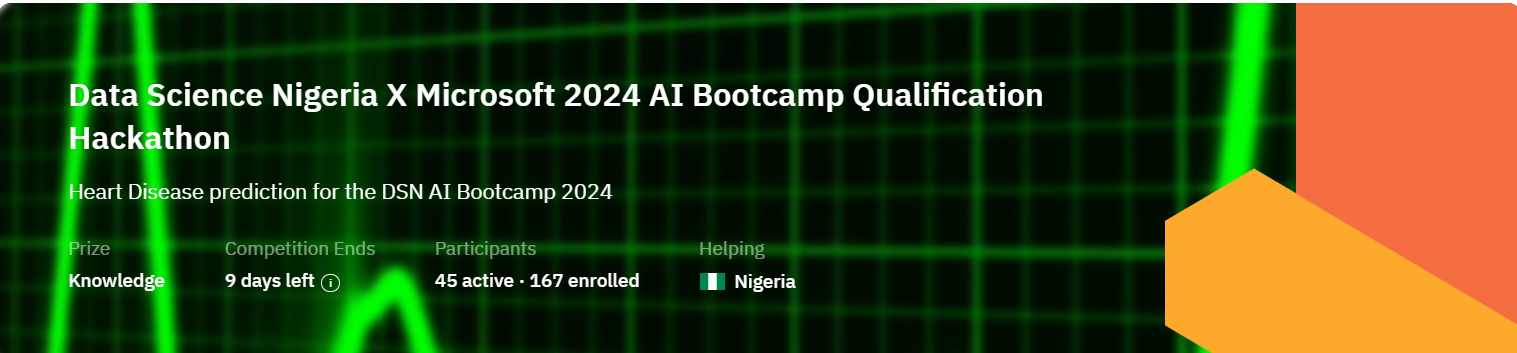 Data Science Nigeria X Microsoft 2024 AI Bootcamp Qualification
Hackathon
Heart Disease prediction for the DSN AI Bootcamp 2024
Prize
Competition Ends
Participants
Helping
Knowledge
9 days left
45 active · 167 enrolled
Nigeria